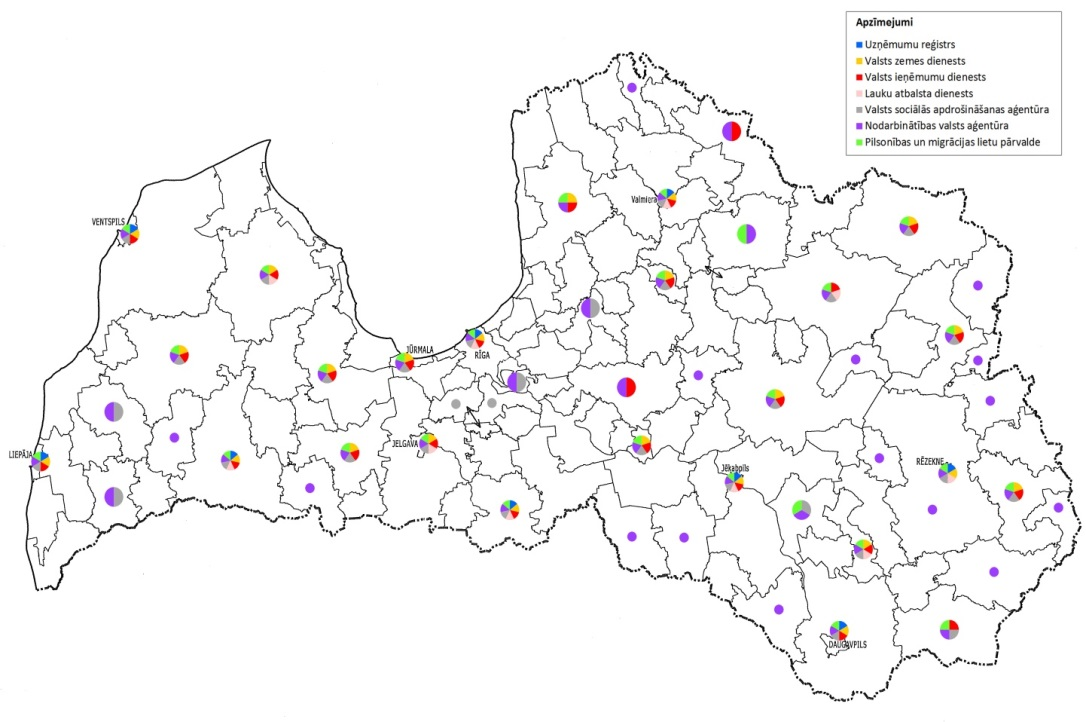 Apzīmejumi
Uzņēmumu reģistrs
Valsts zemes dienests
Valsts ieņēmumu dienests
Lauku atbalsta dienests
Valsts sociālās apdrošināšanas aģentūra
Nodarbinātības valsts aģentūra
Pilsonības un migrācijas lietu pārvalde
Valmiera
VENTSPILS
JŪRMALA
RĪGA
JELGAVA
LIEPĀJA
Jēkabpils
RĒZEKNE
DAUGAVPILS